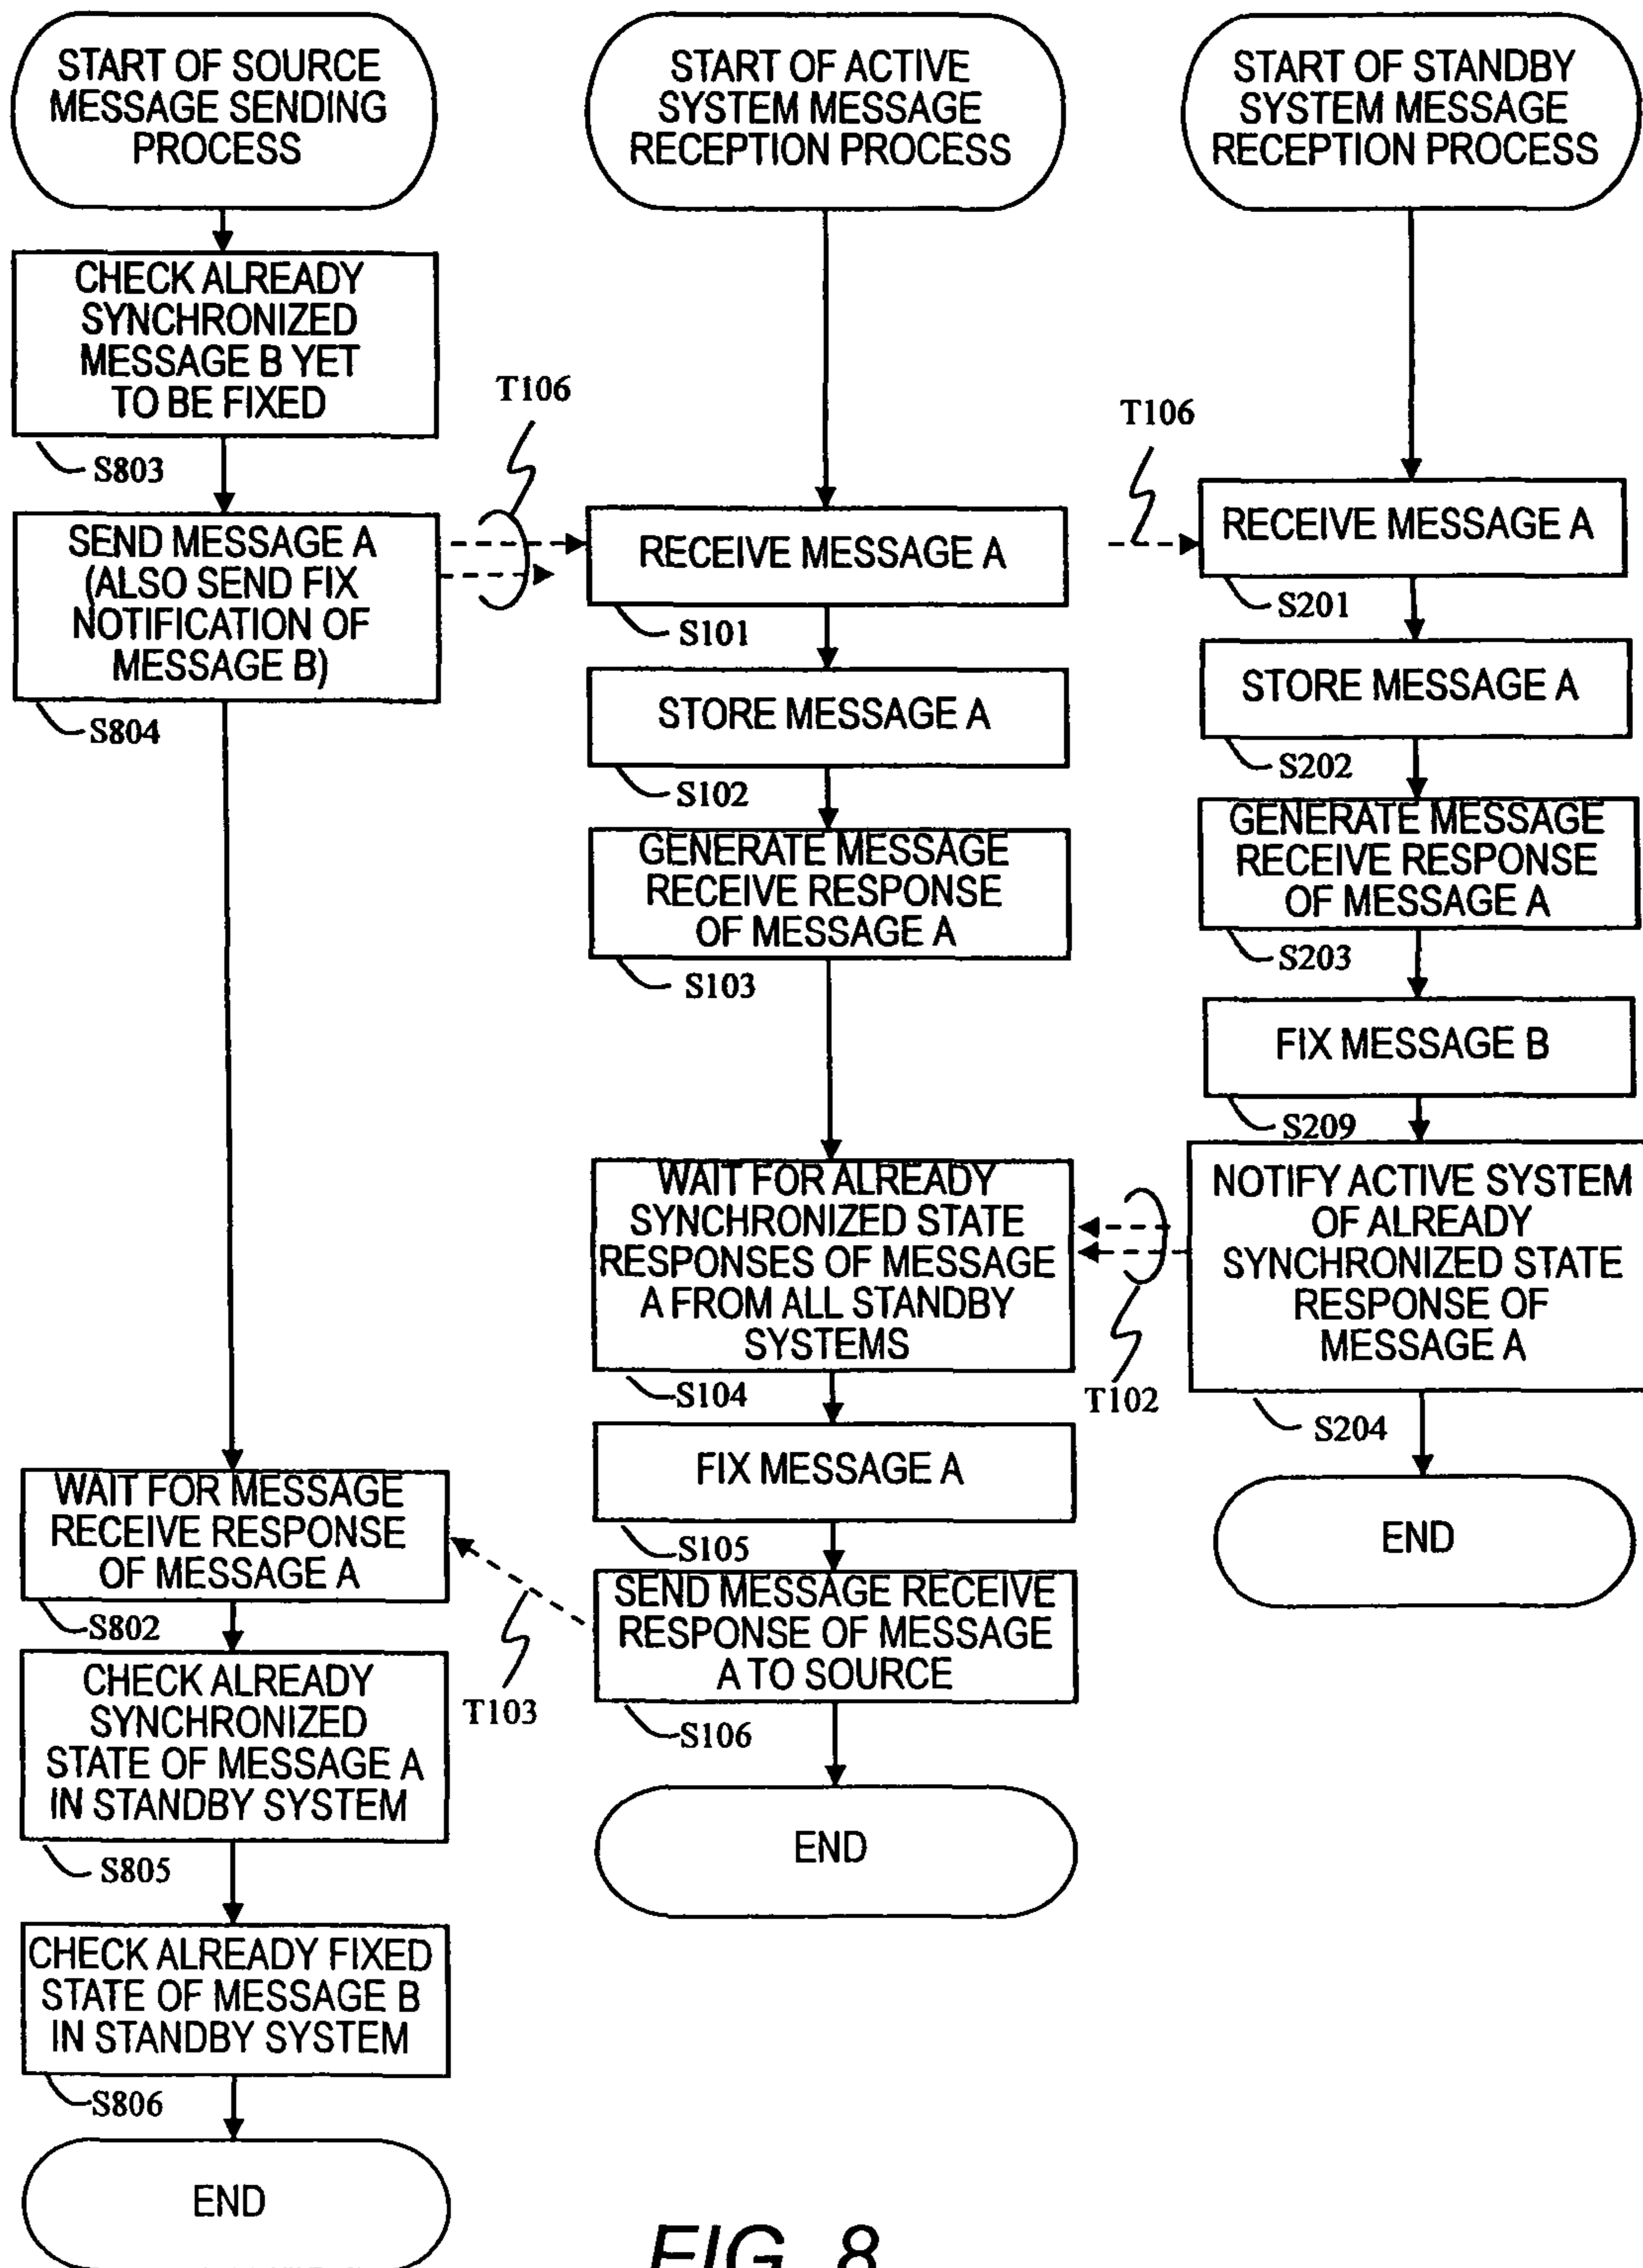 START OF SOURCE
MESSAGE SENDING
PROCESS
CHECK ALREADY
SYNCHRONIZED
MESSAGE B YET
TO BE FIXED
S803
SEND MESSAGE A
(ALSO SEND FIX
NOTIFICATION OF
MESSAGE B)
S804
WAIT FOR MESSAGE
RECEIVE RESPONSE
OF MESSAGE A
S802
CHECK ALREADY
SYNCHRONIZED
STATE OF MESSAGE A
IN STANDBY SYSTEM
S805
CHECK ALREADY FIXED
STATE OF MESSAGE B
IN STANDBY SYSTEM
S806
END
T106
T103
START OF ACTIVE
SYSTEM MESSAGE
RECEPTION PROCESS
RECEIVE MESSAGE A
S101
STORE MESSAGE A
S102
GENERATE MESSAGE
RECEIVE RESPONSE
OF MESSAGE A
S103
WAIT FOR ALREADY
SYNCHRONIZED STATE
RESPONSES OF MESSAGE
A FROM ALL STANDBY
SYSTEMS
S104
FIX MESSAGE A
S105
SEND MESSAGE RECEIVE
RESPONSE OF MESSAGE
A TO SOURCE
S106
END
T106
T102
START OF STANDBY
SYSTEM MESSAGE
RECEPTION PROCESS
RECEIVE MESSAGE A
S201
STORE MESSAGE A
S202
GENERATE MESSAGE
RECEIVE RESPONSE
OF MESSAGE A
S203
FIX MESSAGE B
S209
NOTIFY ACTIVE SYSTEM
OF ALREADY
SYNCHRONIZED STATE
RESPONSE OF
MESSAGE A
S204
END
FIG. 8